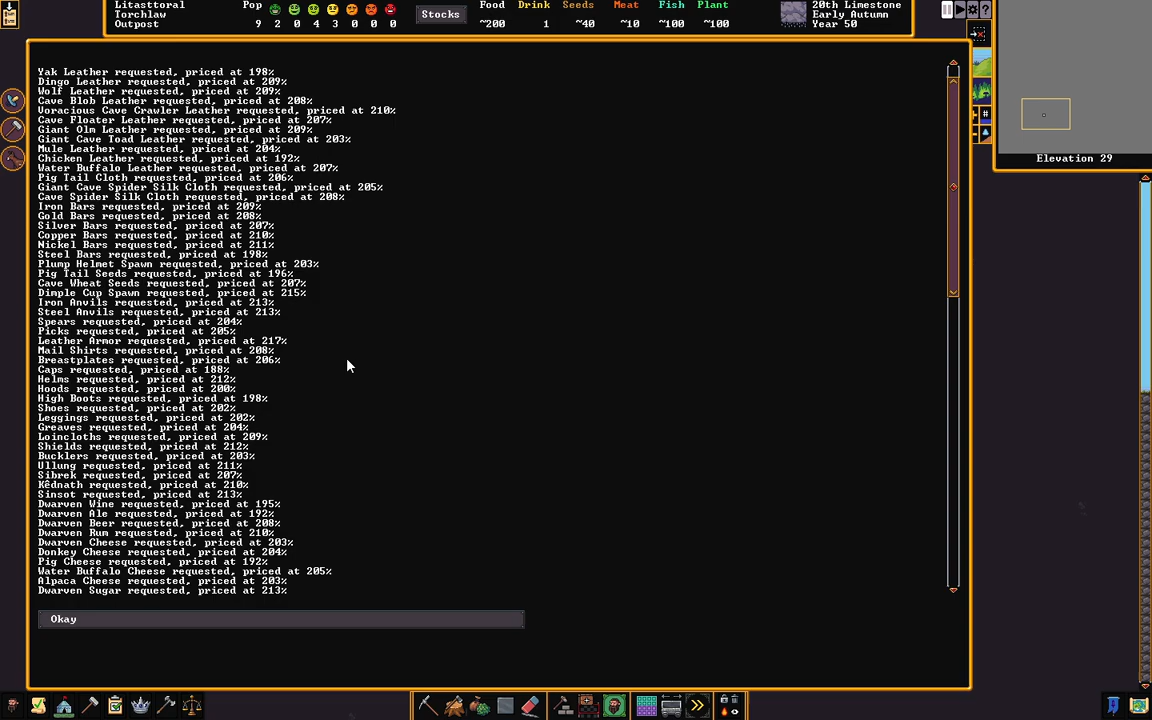 Litasttoral
Torchlaw
Outpost
Pop
9 2 0 4 3 0 0 0
Stocks
Food Drink Seeds Meat Fish Plant
~200 1 ~40 ~10 ~100 ~100
20th Limestone
Early Autumn
Year 50
Yak Leather requested, priced at 198%
Dingo Leather requested, priced at 209%
Wolf Leather requested, priced at 209%
Cave Blob Leather requested, priced at 208%
Voracious Cave Crawler Leather requested, priced at 210%
Cave Floater Leather requested, priced at 207%
Giant Olm Leather requested, priced at 209%
Giant Cave Toad Leather requested, priced at 203%
Mule Leather requested, priced at 204%
Chicken Leather requested, priced at 192%
Water Buffalo Leather requested, priced at 207%
Pig Tail Cloth requested, priced at 206%
Giant Cave Spider Silk Cloth requested, priced at 205%
Cave Spider Silk Cloth requested, priced at 208%
Iron Bars requested, priced at 209%
Gold Bars requested, priced at 208%
Silver Bars requested, priced at 207%
Copper Bars requested, priced at 210%
Nickel Bars requested, priced at 211%
Steel Bars requested, priced at 198%
Plump Helmet Spawn requested, priced at 203%
Pig Tail Seeds requested, priced at 196%
Cave Wheat Seeds requested, priced at 207%
Dimple Cup Spawn requested, priced at 215%
Iron Anvils requested, priced at 213%
Steel Anvils requested, priced at 213%
Spears requested, priced at 204%
Picks requested, priced at 205%
Leather Armor requested, priced at 217%
Mail Shirts requested, priced at 208%
Breastplates requested, priced at 206%
Caps requested, priced at 188%
Helms requested, priced at 212%
Hoods requested, priced at 200%
High Boots requested, priced at 198%
Shoes requested, priced at 202%
Leggings requested, priced at 202%
Greaves requested, priced at 204%
Loincloths requested, priced at 209%
Shields requested, priced at 212%
Bucklers requested, priced at 203%
Ullung requested, priced at 211%
Sibrek requested, priced at 207%
Kêdnath requested, priced at 210%
Sinsot requested, priced at 213%
Dwarven Wine requested, priced at 195%
Dwarven Ale requested, priced at 192%
Dwarven Beer requested, priced at 208%
Dwarven Rum requested, priced at 210%
Dwarven Cheese requested, priced at 203%
Donkey Cheese requested, priced at 204%
Pig Cheese requested, priced at 192%
Water Buffalo Cheese requested, priced at 205%
Alpaca Cheese requested, priced at 203%
Dwarven Sugar requested, priced at 213%
Okay
Elevation 29